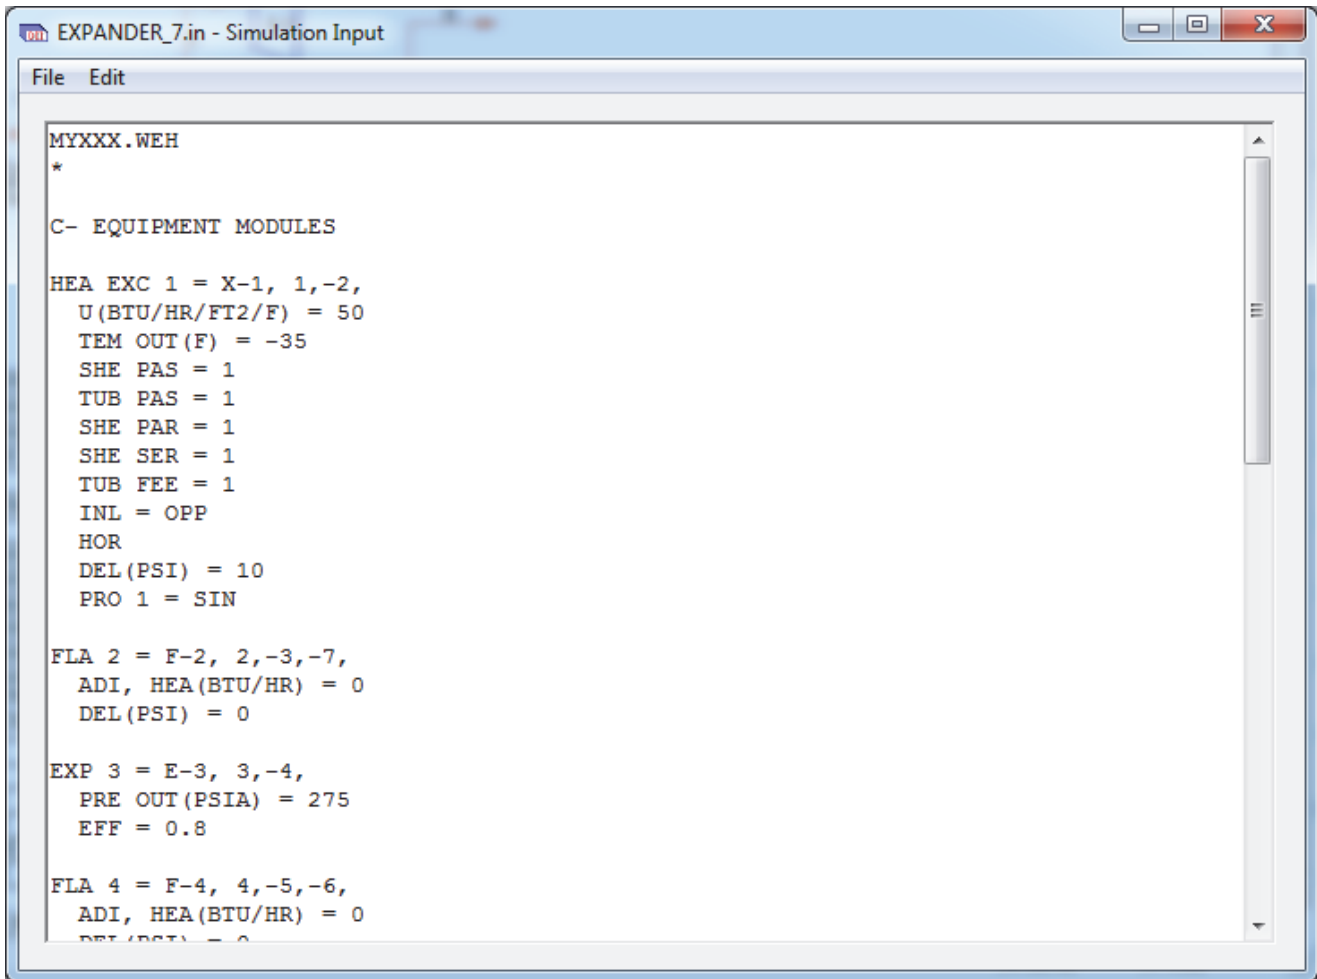 EXPANDER_7.in - Simulation Input
File Edit
MYXXX.WEH
*
C- EQUIPMENT MODULES
HEA EXC 1 = X-1, 1,-2,
U(BTU/HR/FT2/F) = 50
TEM OUT(F) = -35
SHE PAS = 1
TUB PAS = 1
SHE PAR = 1
SHE SER = 1
TUB FEE = 1
INL = OPP
HOR
DEL(PSI) = 10
PRO 1 = SIN
FLA 2 = F-2, 2,-3,-7,
ADI, HEA(BTU/HR) = 0
DEL(PSI) = 0
EXP 3 = E-3, 3,-4,
PRE OUT(PSIA) = 275
EFF = 0.8
FLA 4 = F-4, 4,-5,-6,
ADI, HEA(BTU/HR) = 0
DEL(PSI) = 0